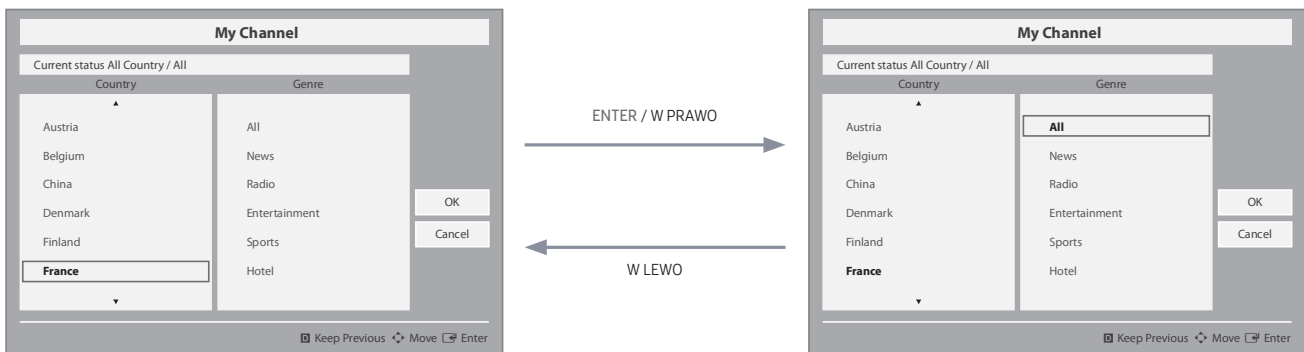 My Channel
Current status All Country / All
Country Genre
▲
Austria All
Belgium News
China Radio
Denmark Entertainment
Finland Sports
France Hotel
▼
OK
Cancel
D Keep Previous Move Enter
ENTER / W PRAWO
W LEWO
My Channel
Current status All Country / All
Country Genre
▲
Austria All
Belgium News
China Radio
Denmark Entertainment
Finland Sports
France Hotel
▼
OK
Cancel
D Keep Previous Move Enter